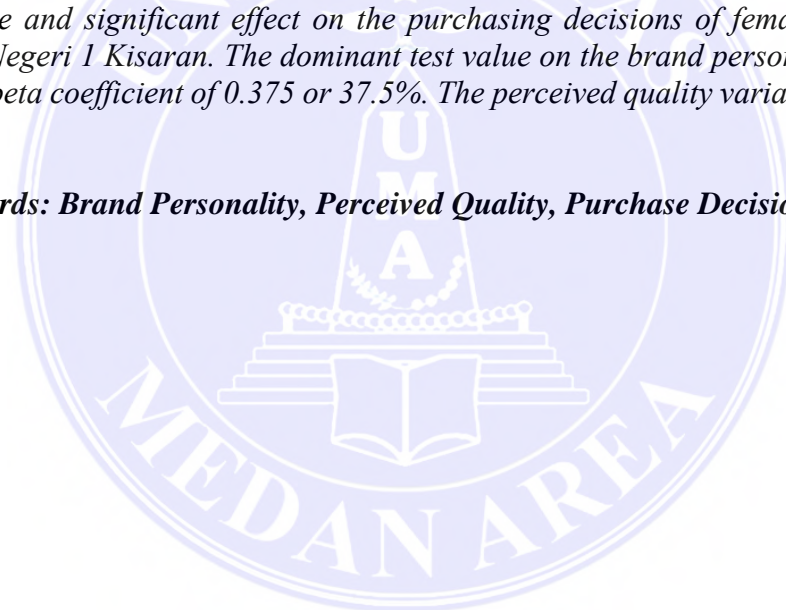 e and significant effect on the purchasing decisions of fema
Negeri 1 Kisaran. The dominant test value on the brand person
beta coefficient of 0.375 or 37.5%. The perceived quality varia
rds: Brand Personality, Perceived Quality, Purchase Decisio
U
M
A
MEDAN AREA